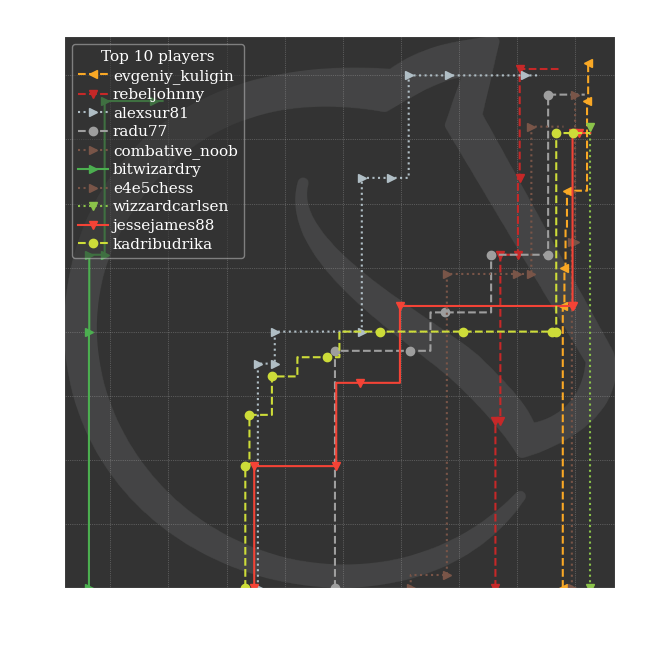 Top 10 players
evgeniy_kuligin
rebeljohnny
alexsur81
radu77
combative_noob
bitwizardry
e4e5chess
wizzardcarlsen
jessejames88
kadribudrika